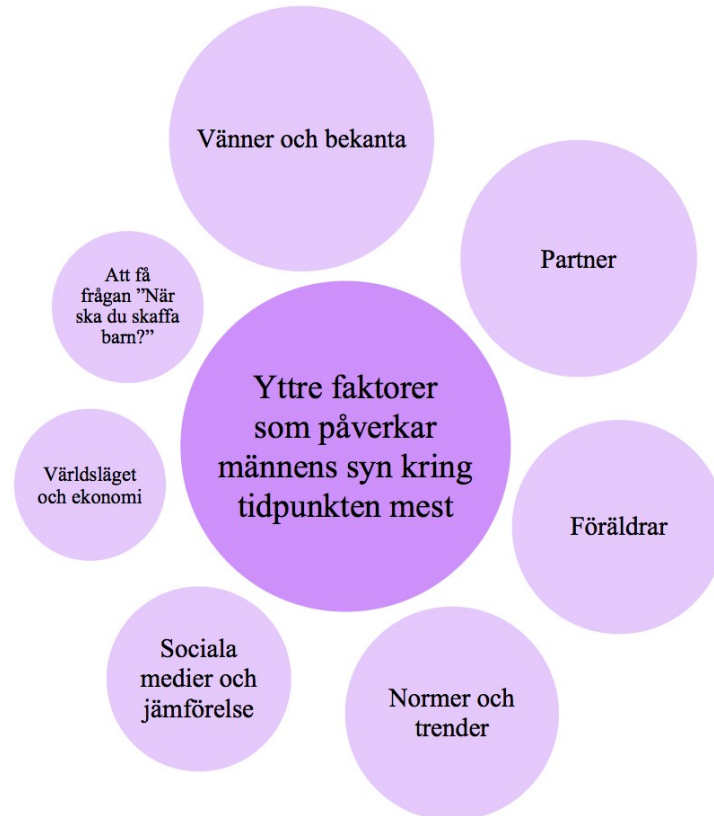 Vänner och bekanta
Partner
Att få
frågan ”När
ska du skaffa
barn?”
Yttre faktorer
som påverkar
männens syn kring
tidpunkten mest
Världsläget
och ekonomi
Föräldrar
Sociala
medier och
jämförelse
Normer och
trender